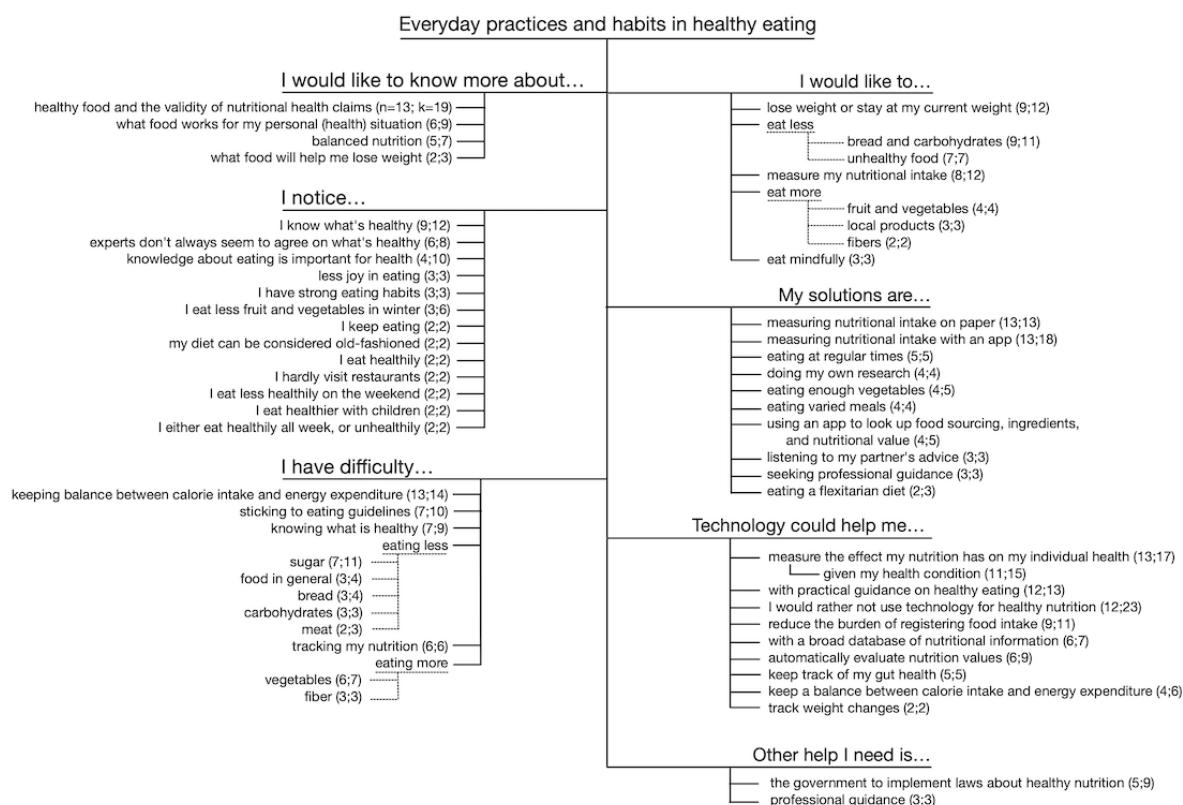 Everyday practices and habits in healthy eating
I would like to know more about…
healthy food and the validity of nutritional health claims (n=13; k=19)
what food works for my personal (health) situation (6;9)
balanced nutrition (5;7)
what food will help me lose weight (2;3)
I notice…
I know what's healthy (9;12)
experts don't always seem to agree on what's healthy (6;8)
knowledge about eating is important for health (4;10)
less joy in eating (3;3)
I have strong eating habits (3;3)
I eat less fruit and vegetables in winter (3;6)
I keep eating (2;2)
my diet can be considered old-fashioned (2;2)
I eat healthily (2;2)
I hardly visit restaurants (2;2)
I eat less healthily on the weekend (2;2)
I eat healthier with children (2;2)
I either eat healthily all week, or unhealthily (2;2)
I have difficulty…
keeping balance between calorie intake and energy expenditure (13;14)
sticking to eating guidelines (7;10)
knowing what is healthy (7;9)
eating less
sugar (7;11)
food in general (3;4)
bread (3;4)
carbohydrates (3;3)
meat (2;3)
tracking my nutrition (6;6)
eating more
vegetables (6;7)
fiber (3;3)
I would like to…
lose weight or stay at my current weight (9;12)
eat less
bread and carbohydrates (9;11)
unhealthy food (7;7)
measure my nutritional intake (8;12)
eat more
fruit and vegetables (4;4)
local products (3;3)
fibers (2;2)
eat mindfully (3;3)
My solutions are…
measuring nutritional intake on paper (13;13)
measuring nutritional intake with an app (13;18)
eating at regular times (5;5)
doing my own research (4;4)
eating enough vegetables (4;5)
eating varied meals (4;4)
using an app to look up food sourcing, ingredients,
and nutritional value (4;5)
listening to my partner's advice (3;3)
seeking professional guidance (3;3)
eating a flexitarian diet (2;3)
Technology could help me…
measure the effect my nutrition has on my individual health (13;17)
given my health condition (11;15)
with practical guidance on healthy eating (12;13)
I would rather not use technology for healthy nutrition (12;23)
reduce the burden of registering food intake (9;11)
with a broad database of nutritional information (6;7)
automatically evaluate nutrition values (6;9)
keep track of my gut health (5;5)
keep a balance between calorie intake and energy expenditure (4;6)
track weight changes (2;2)
Other help I need is…
the government to implement laws about healthy nutrition (5;9)
professional guidance (3;3)